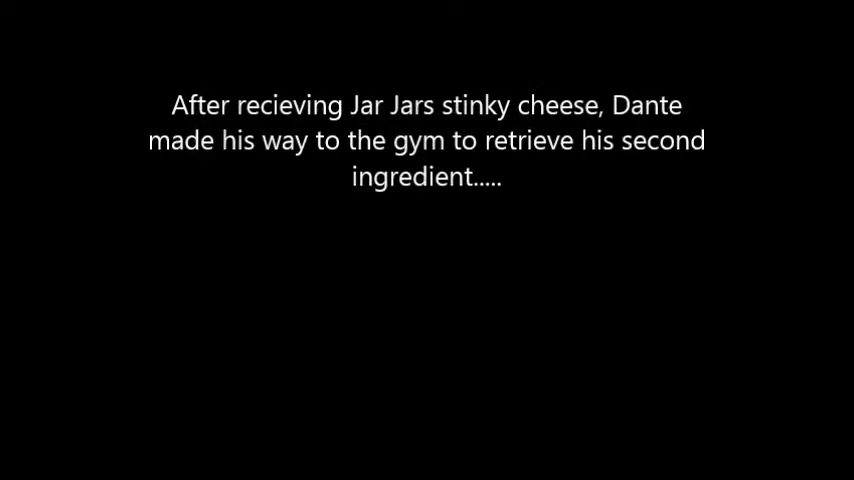 After recieving Jar Jars stinky cheese, Dante
made his way to the gym to retrieve his second
ingredient.....